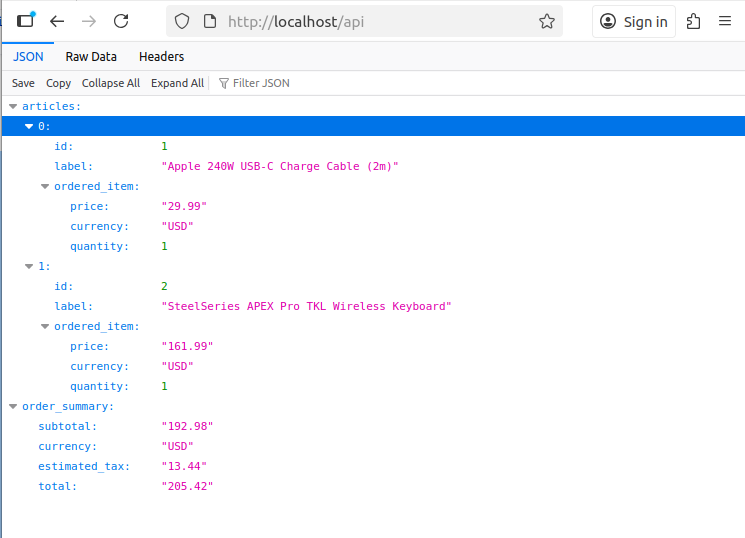 http://localhost/api
Sign in
JSON Raw Data Headers
Save Copy Collapse All Expand All Filter JSON
articles:
0:
id: 1
label: "Apple 240W USB-C Charge Cable (2m)"
ordered_item:
price: "29.99"
currency: "USD"
quantity: 1
1:
id: 2
label: "SteelSeries APEX Pro TKL Wireless Keyboard"
ordered_item:
price: "161.99"
currency: "USD"
quantity: 1
order_summary:
subtotal: "192.98"
currency: "USD"
estimated_tax: "13.44"
total: "205.42"